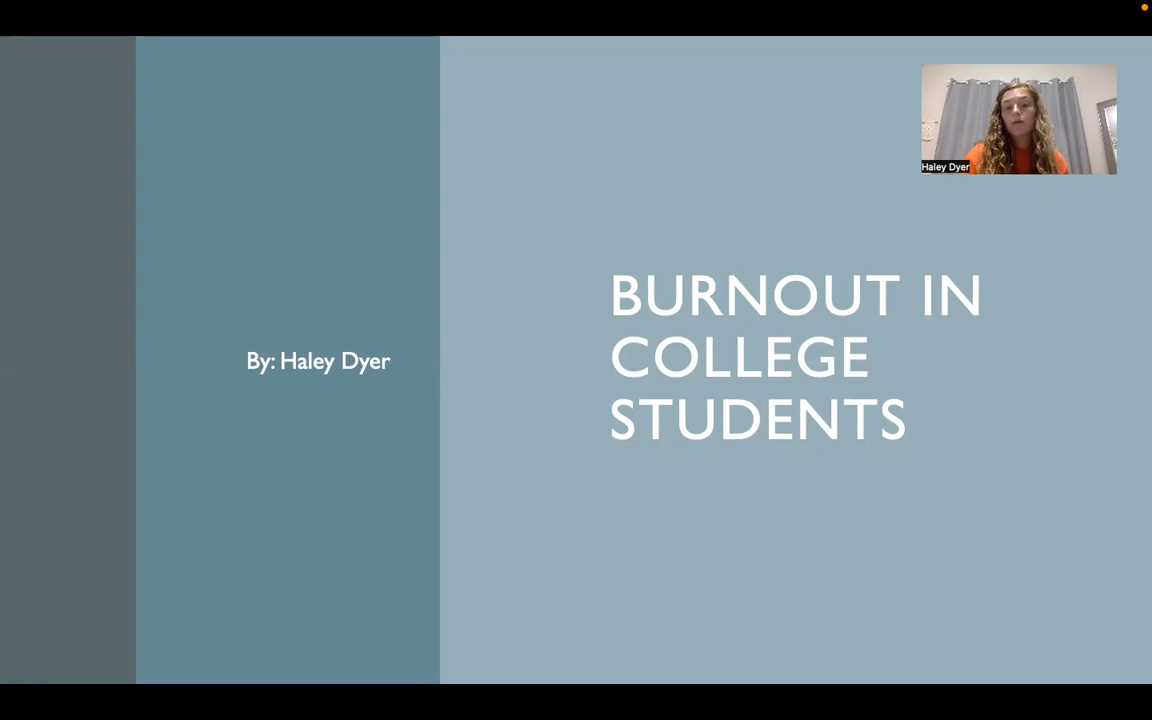 Haley Dyer
By: Haley Dyer
BURNOUT IN
COLLEGE
STUDENTS